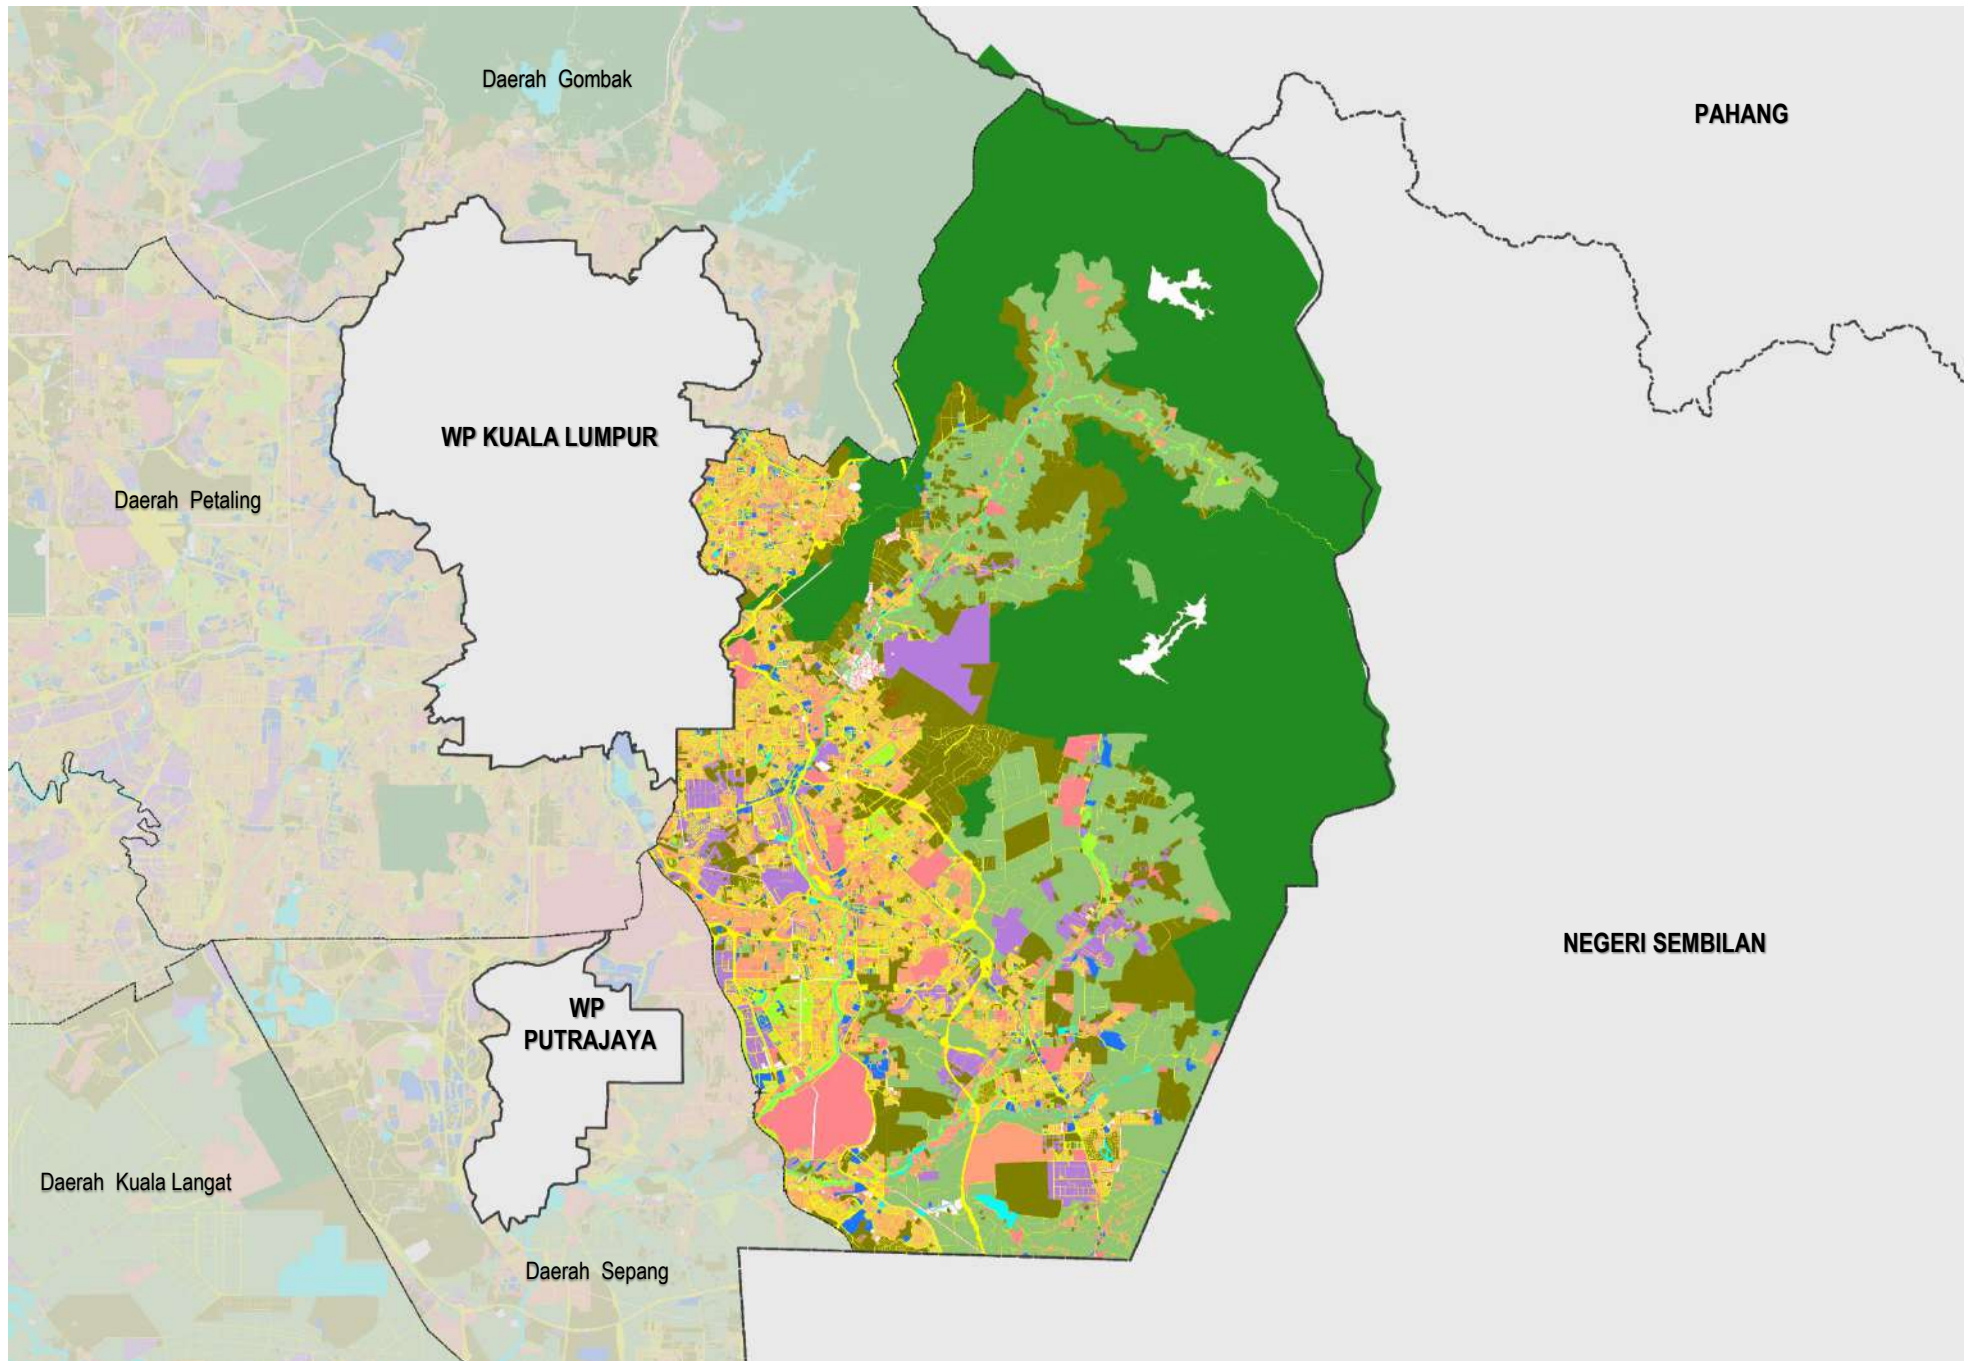 Daerah Gombak
PAHANG
WP KUALA LUMPUR
Daerah Petaling
NEGERI SEMBILAN
WP
PUTRAJAYA
Daerah Kuala Langat
Daerah Sepang